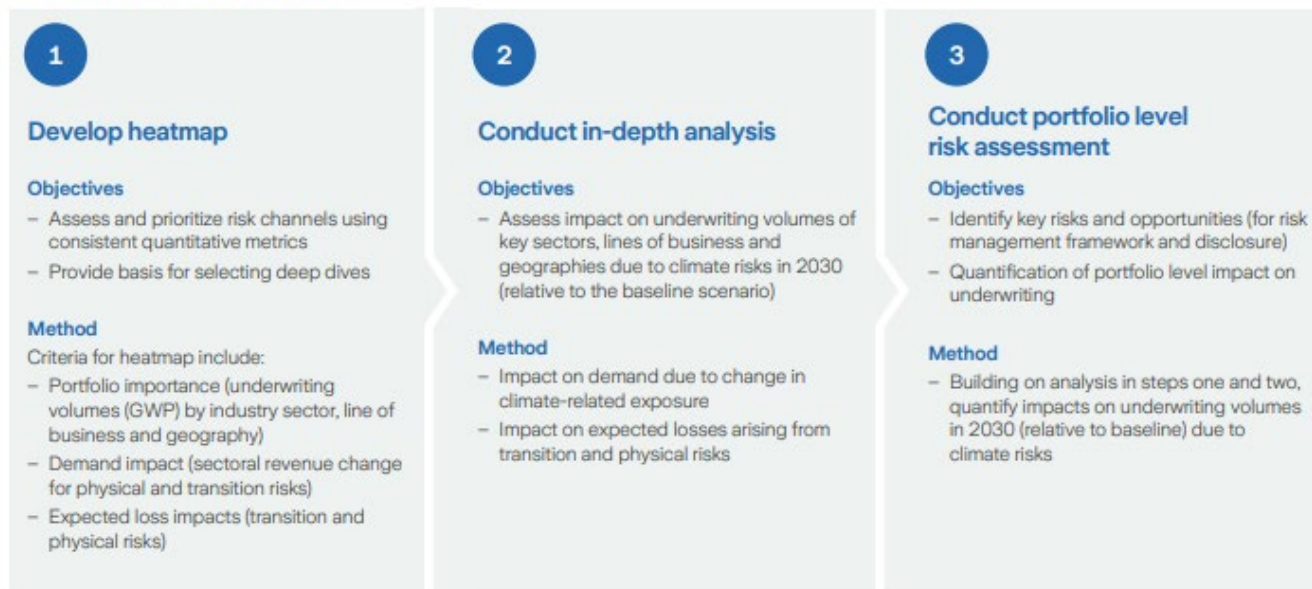 1
Develop heatmap
Objectives
– Assess and prioritize risk channels using
consistent quantitative metrics
– Provide basis for selecting deep dives
Method
Criteria for heatmap include:
– Portfolio importance (underwriting
volumes (GWP) by industry sector, line of
business and geography)
– Demand impact (sectoral revenue change
for physical and transition risks)
– Expected loss impacts (transition and
physical risks)
2
Conduct in-depth analysis
Objectives
– Assess impact on underwriting volumes of
key sectors, lines of business and
geographies due to climate risks in 2030
(relative to the baseline scenario)
Method
– Impact on demand due to change in
climate-related exposure
– Impact on expected losses arising from
transition and physical risks
3
Conduct portfolio level
risk assessment
Objectives
– Identify key risks and opportunities (for risk
management framework and disclosure)
– Quantification of portfolio level impact on
underwriting
Method
– Building on analysis in steps one and two,
quantify impacts on underwriting volumes
in 2030 (relative to baseline) due to
climate risks